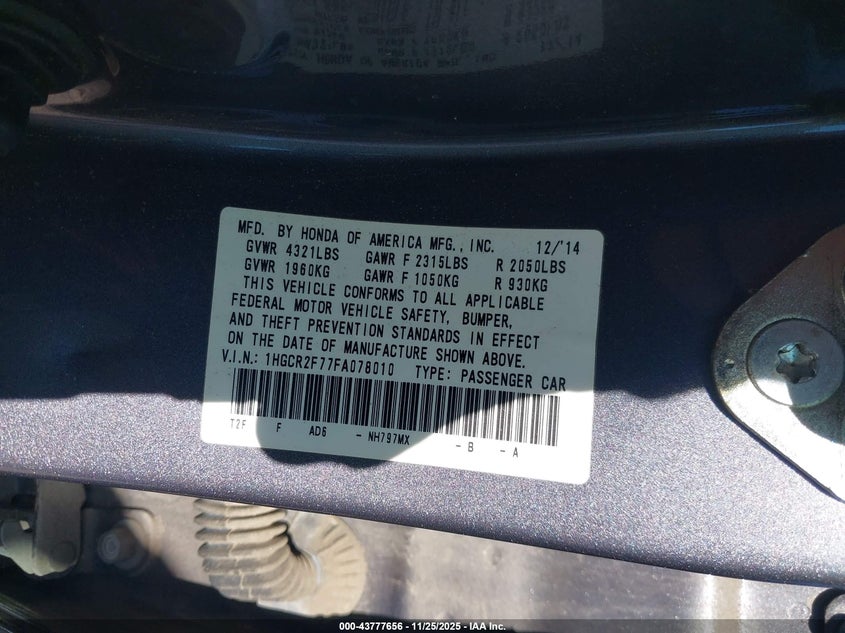 MFD. BY HONDA OF AMERICA MFG., INC. 12/'14
GVWR 4321LBS GAWR F 2315LBS R 2050LBS
GVWR 1960KG GAWR F 1050KG R 930KG
THIS VEHICLE CONFORMS TO ALL APPLICABLE
FEDERAL MOTOR VEHICLE SAFETY, BUMPER,
AND THEFT PREVENTION STANDARDS IN EFFECT
ON THE DATE OF MANUFACTURE SHOWN ABOVE.
V.I.N.: 1HGCR2F77FA078010 TYPE: PASSENGER CAR
T2F F AD6 - NH797MX - B - A
000-43777656 - 11/25/2025 - IAA Inc.